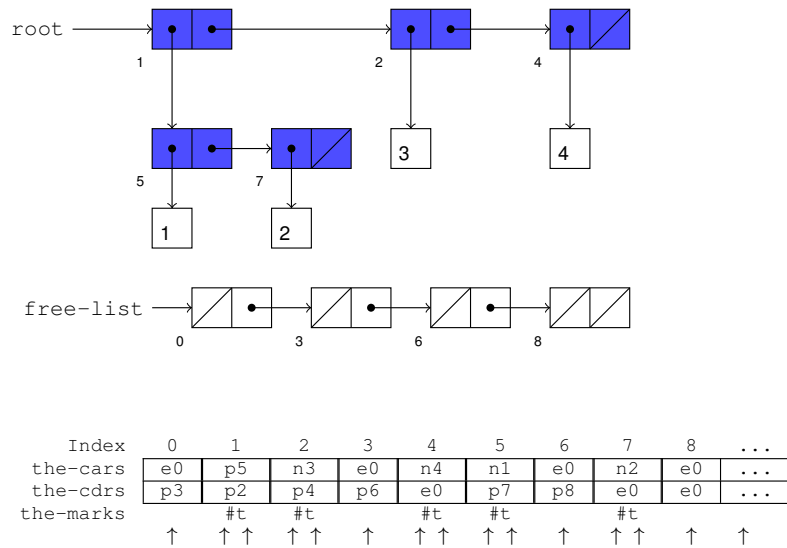 root
1 2 4
5 7 3 4
1 2
free-list
0 3 6 8
Index 0 1 2 3 4 5 6 7 8 ...
the-cars e0 p5 n3 e0 n4 n1 e0 n2 e0 ...
the-cdrs p3 p2 p4 p6 e0 p7 p8 e0 e0 ...
the-marks #t #t #t #t #t
↑ ↑ ↑ ↑ ↑ ↑ ↑ ↑ ↑ ↑ ↑ ↑ ↑ ↑ ↑